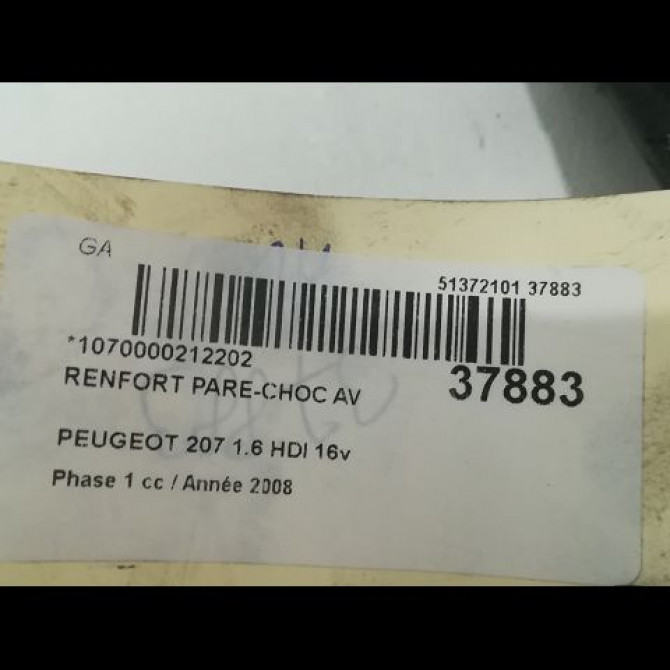 GA
51372101 37883
*1070000212202
RENFORT PARE-CHOC AV
37883
PEUGEOT 207 1.6 HDI 16v
Phase 1 cc / Année 2008